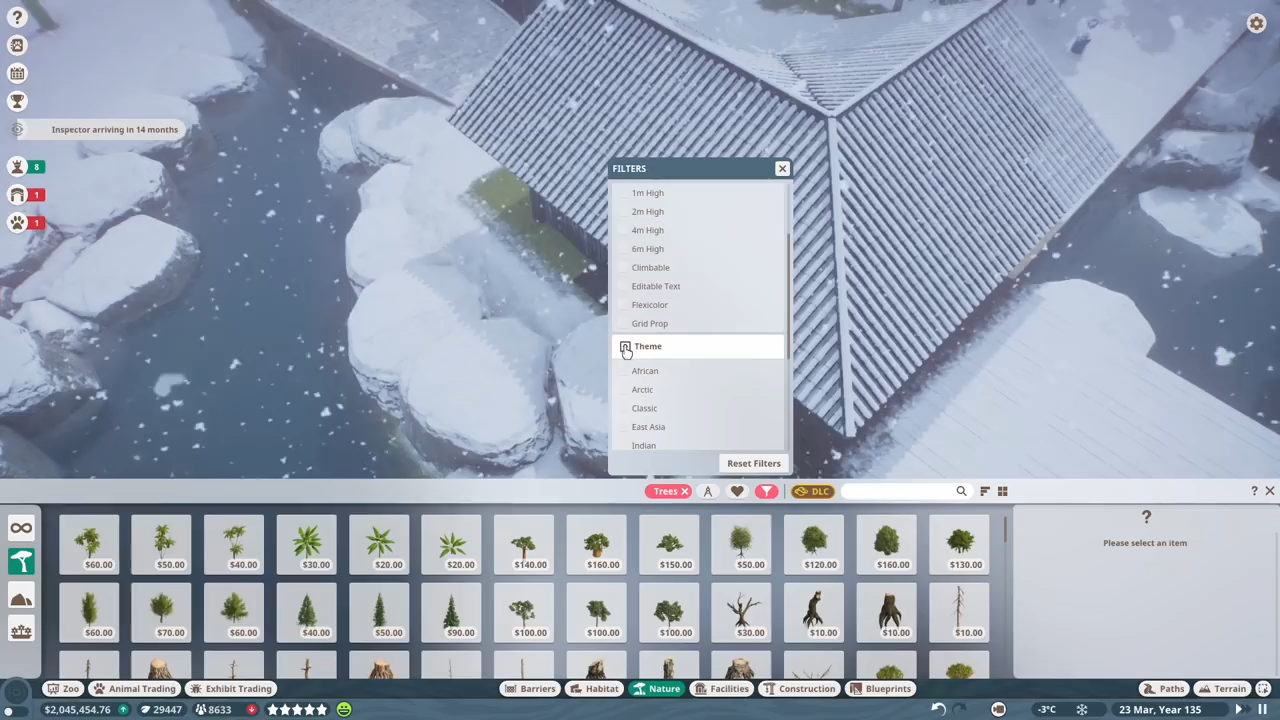 ?
Inspector arriving in 14 months
8
1
1
FILTERS
1m High
2m High
4m High
6m High
Climbable
Editable Text
Flexicolor
Grid Prop
Theme
African
Arctic
Classic
East Asia
Indian
Reset Filters
Trees
DLC
?
?
Please select an item
$60.00 $50.00 $40.00 $30.00 $20.00 $20.00 $140.00 $160.00 $150.00 $50.00 $120.00 $160.00 $130.00
$60.00 $70.00 $60.00 $40.00 $50.00 $90.00 $100.00 $100.00 $100.00 $30.00 $10.00 $10.00 $10.00
Zoo Animal Trading Exhibit Trading Barriers Habitat Nature Facilities Construction Blueprints Paths Terrain
$2,045,454.76 29447 8633 -3°C 23 Mar, Year 135